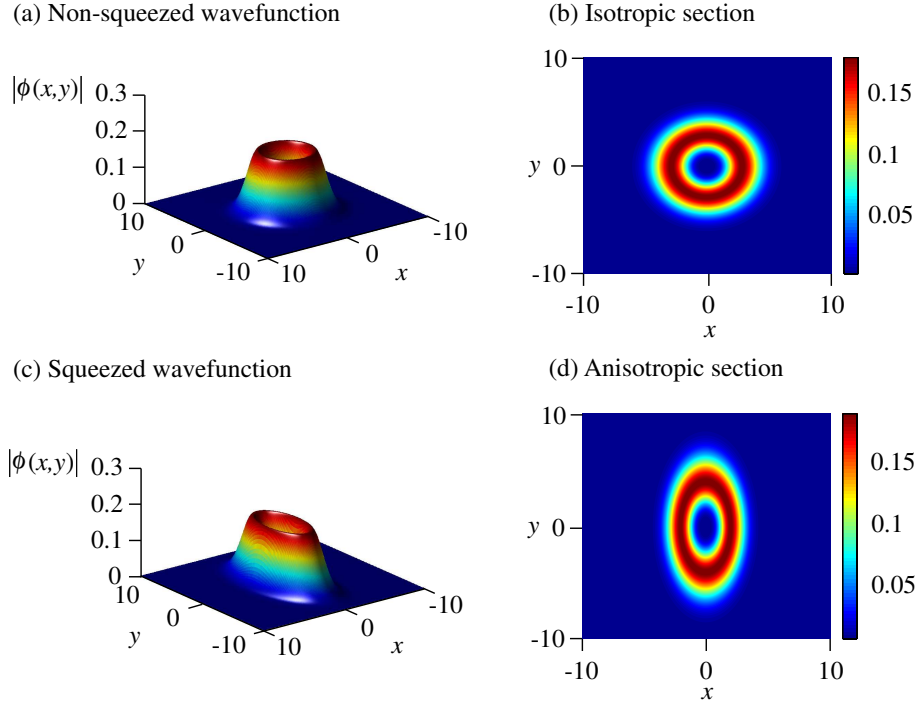 (a) Non-squeezed wavefunction
|ϕ(x,y)|
0.3
0.2
0.1
0
10
0
-10
y
10
0
-10
x
(b) Isotropic section
10
y 0
-10
-10 0 10
x
0.15
0.1
0.05
(c) Squeezed wavefunction
|ϕ(x,y)|
0.3
0.2
0.1
0
10
0
-10
y
10
0
-10
x
(d) Anisotropic section
10
y 0
-10
-10 0 10
x
0.15
0.1
0.05